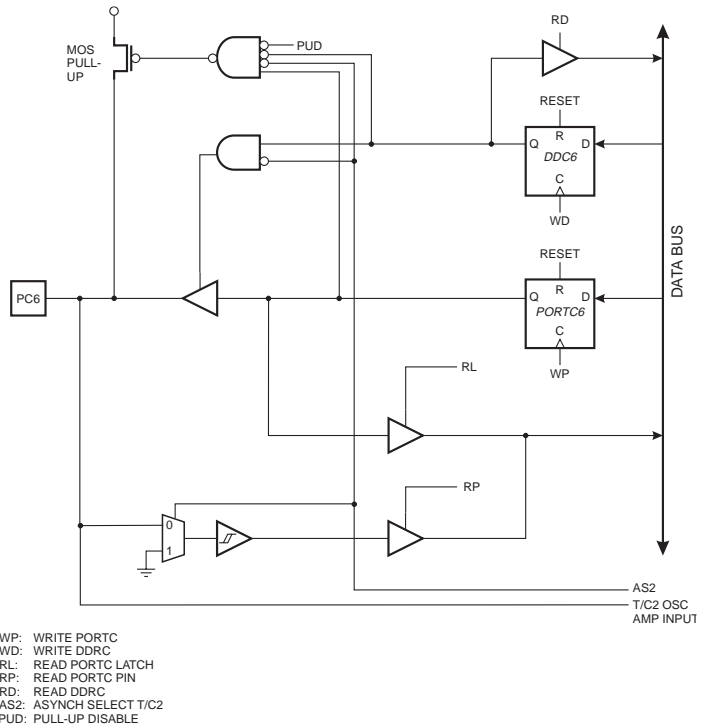 RD
MOS
PULL-
UP
PUD
RESET
R
Q
D
DDC6
C
WD
DATA BUS
RESET
R
Q
D
PORTC6
C
WP
PC6
RL
RP
0
1
AS2
T/C2 OSC
AMP INPUT
WP: WRITE PORTC
WD: WRITE DDRC
RL: READ PORTC LATCH
RP: READ PORTC PIN
RD: READ DDRC
AS2: ASYNCH SELECT T/C2
PUD: PULL-UP DISABLE